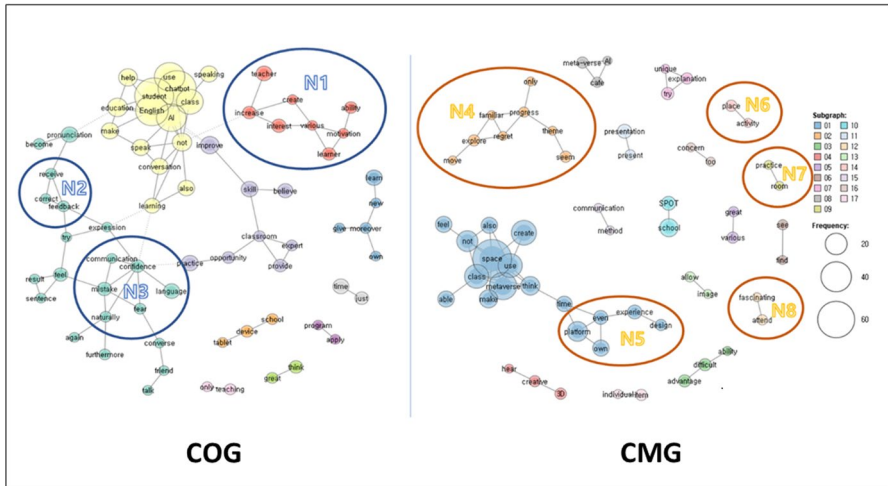 teacher
N1
create
ability
increase
various
interest
motivation
learner
help
use
speaking
chatbot
education
student
class
English
AI
make
pronunciation
become
speak
not
improve
conversation
receive
N2
correct
feedback
also
learning
skill
believe
learn
new
give
moreover
own
try
expression
classroom
expert
opportunity
provide
practice
communication
confidence
N3
result
feel
sentence
mistake
language
fear
naturally
again
furthermore
converse
friend
talk
time
just
school
device
tablet
program
apply
think
great
only
teaching
COG
meta-verse
AI
cafe
unique
explanation
try
only
N4
familiar
progress
explore
regret
theme
move
seem
presentation
present
place
N6
activity
concern
too
practice
N7
room
communication
method
SPOT
school
great
various
see
find
feel
also
not
create
space
class
use
able
metaverse
make
think
time
even
experience
platform
design
own
N5
allow
image
fascinating
N8
attend
hear
creative
3D
individual
item
ability
difficult
advantage
CMG
Subgraph:
01
10
02
11
03
12
04
13
05
14
06
15
07
16
08
17
09
Frequency:
20
40
60